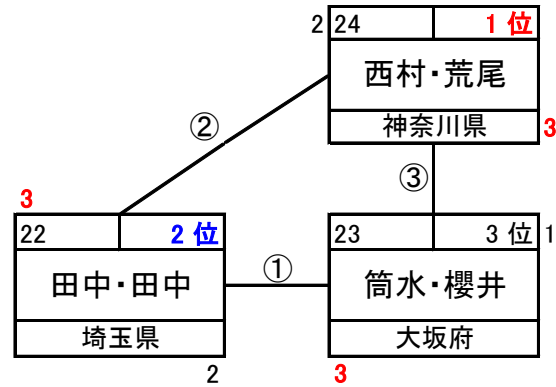 2 24 1 位
西村・荒尾
神奈川県 3
②
③
3
22 2 位
23 3 位 1
田中・田中
①
筒水・櫻井
埼玉県
大坂府
2
3